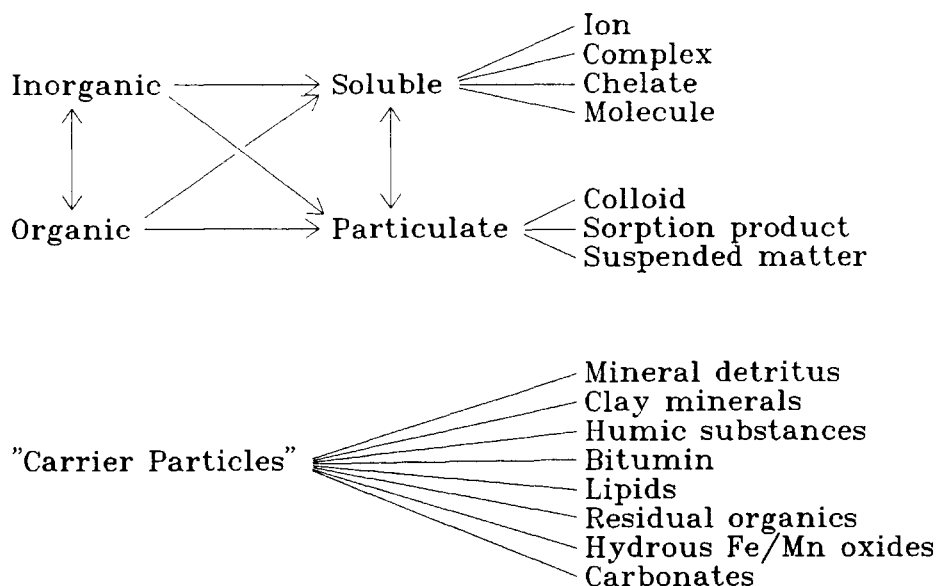 Inorganic
Organic
Soluble
Particulate
Ion
Complex
Chelate
Molecule
Colloid
Sorption product
Suspended matter
"Carrier Particles"
Mineral detritus
Clay minerals
Humic substances
Bitumin
Lipids
Residual organics
Hydrous Fe/Mn oxides
Carbonates